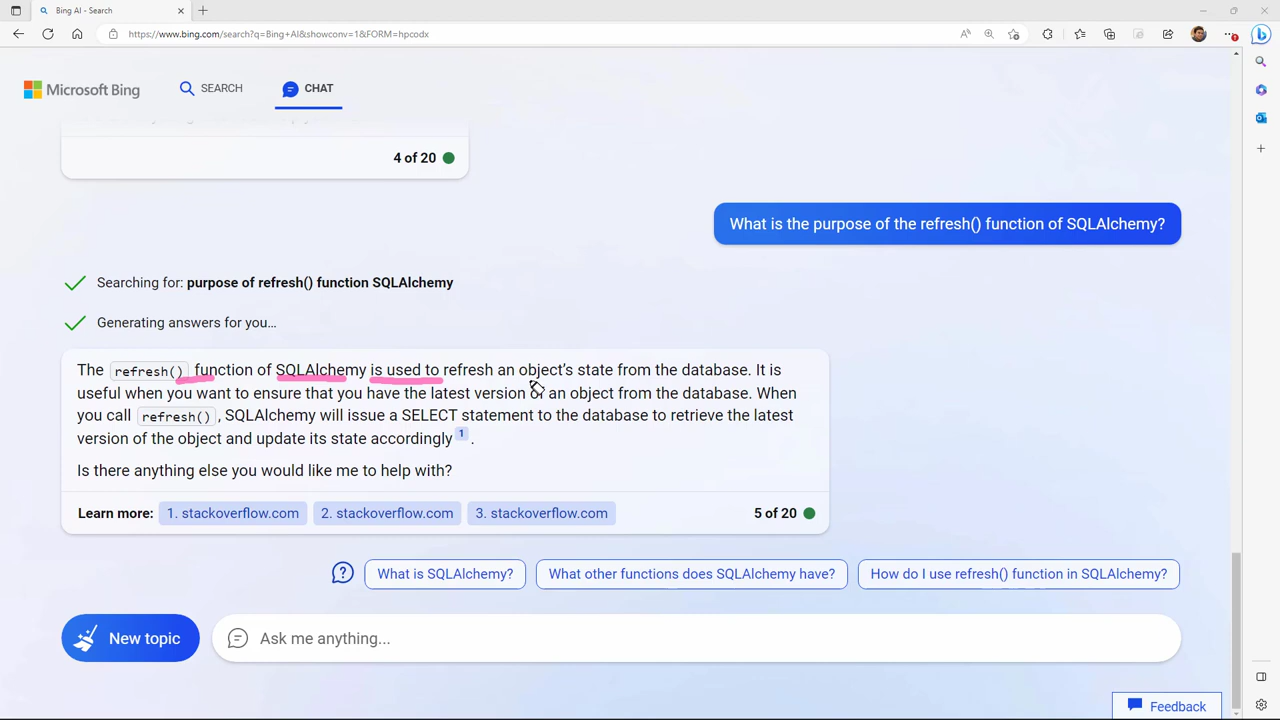 Bing AI - Search
https://www.bing.com/search?q=Bing+AI&showconv=1&FORM=hpcodx
Microsoft Bing
SEARCH
CHAT
4 of 20
What is the purpose of the refresh() function of SQLAlchemy?
Searching for: purpose of refresh() function SQLAlchemy
Generating answers for you…
The refresh() function of SQLAlchemy is used to refresh an object's state from the database. It is
useful when you want to ensure that you have the latest version of an object from the database. When
you call refresh(), SQLAlchemy will issue a SELECT statement to the database to retrieve the latest
version of the object and update its state accordingly 1.
Is there anything else you would like me to help with?
Learn more: 1. stackoverflow.com 2. stackoverflow.com 3. stackoverflow.com 5 of 20
What is SQLAlchemy? What other functions does SQLAlchemy have? How do I use refresh() function in SQLAlchemy?
New topic
Ask me anything...
Feedback